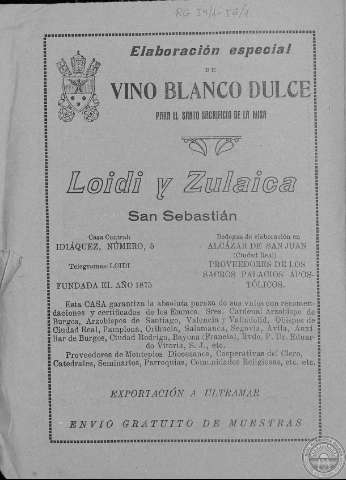 Elaboración especial
DE
VINO BLANCO DULCE
PARA EL SANTO SACRIFICIO DE LA MISA
Loidi y Zulaica
San Sebastián
Casa Central:
IDIÁQUEZ, NÚMERO, 5
Telegramas: LOIDI
FUNDADA EL AÑO 1875
Bodegas de elaboración en
ALCÁZAR DE SAN JUAN
(Ciudad Real)
PROVEEDORES DE LOS
SACROS PALACIOS APOS-
TÓLICOS.
Esta CASA garantiza la absoluta pureza de sus vinos con recomen-
daciones y certificados de los Excmos. Sres. Cardenal Arzobispo de
Burgos, Arzobispos de Santiago, Valencia y Valladolid, Obispos de
Ciudad Real, Pamplona, Orihuela, Salamanca, Segovia, Ávila, Auxi
liar de Burgos, Ciudad Rodrigo, Bayona (Francia), Rvdo. P. Dr. Eduar-
do Vitoria, S. J., etc.
Proveedores de Montepíos Diocesanos, Cooperativas del Clero,
Catedrales, Seminarios, Parroquias, Comunidades Religiosas, etc. etc.
EXPORTACIÓN A ULTRAMAR
ENVÍO GRATUITO DE MUESTRAS